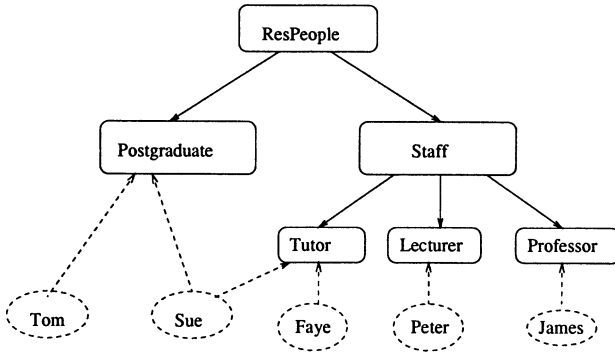 ResPeople
Postgraduate
Staff
Tutor
Lecturer
Professor
Tom
Sue
Faye
Peter
James